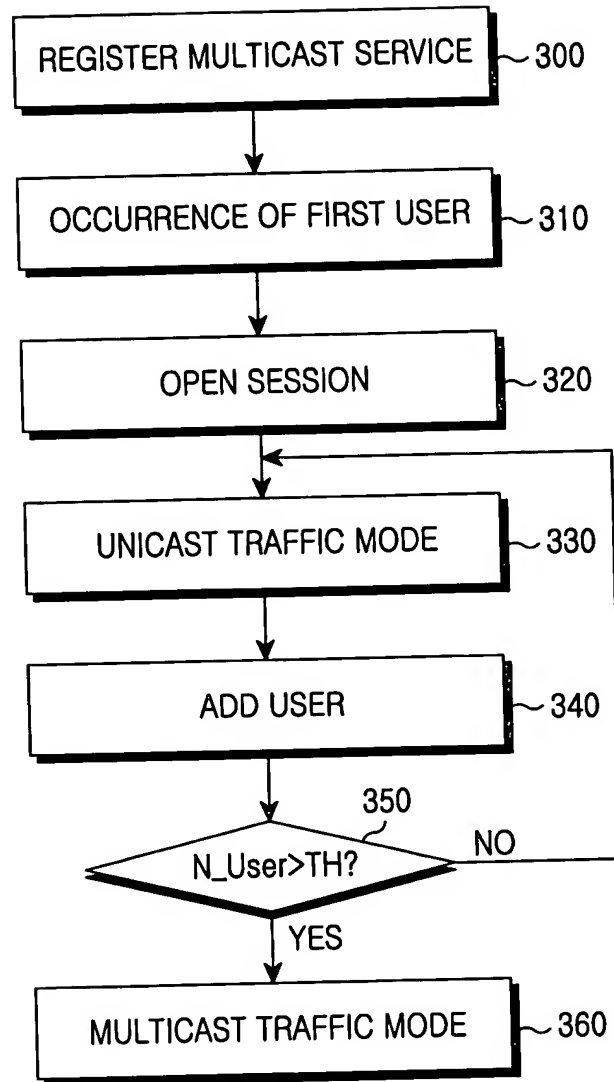 REGISTER MULTICAST SERVICE 300
OCCURRENCE OF FIRST USER 310
OPEN SESSION 320
UNICAST TRAFFIC MODE 330
ADD USER 340
350
N_User>TH? NO
YES
MULTICAST TRAFFIC MODE 360